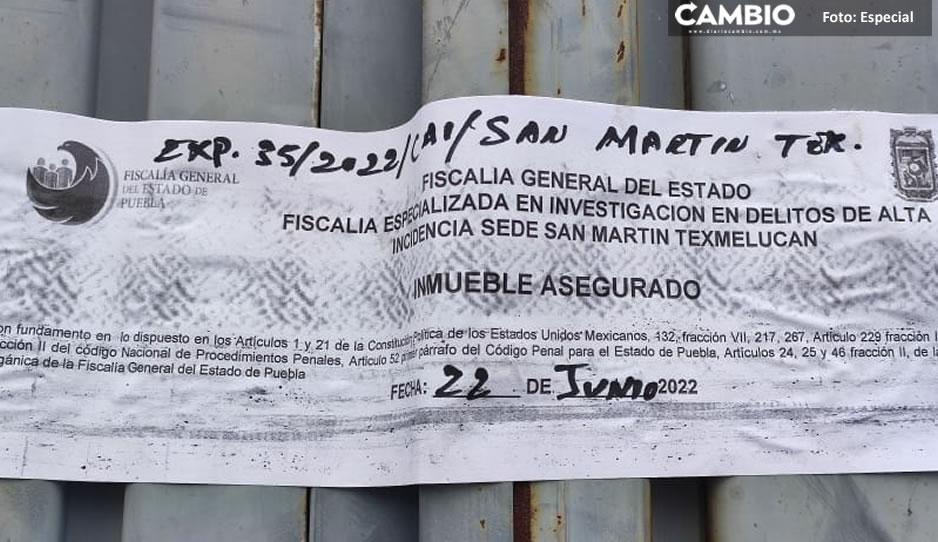 CAMBIO
www.diariocambio.com.mx
Foto: Especial
EXP. 35/2022/CAI/SAN MARTIN TEX.
FISCALÍA GENERAL
DEL ESTADO DE
PUEBLA
FISCALIA GENERAL DEL ESTADO
FISCALIA ESPECIALIZADA EN INVESTIGACION EN DELITOS DE ALTA
INCIDENCIA SEDE SAN MARTIN TEXMELUCAN
INMUEBLE ASEGURADO
on fundamento en lo dispuesto en los Artículos 1 y 21 de la Constitución Política de los Estados Unidos Mexicanos, 132, fracción VII, 217, 267, Artículo 229 fracción I
cción II del código Nacional de Procedimientos Penales, Artículo 52 primer párrafo del Código Penal para el Estado de Puebla, Artículos 24, 25 y 46 fracción II, de la
gánica de la Fiscalía General del Estado de Puebla
FECHA: 22 DE JUNIO 2022